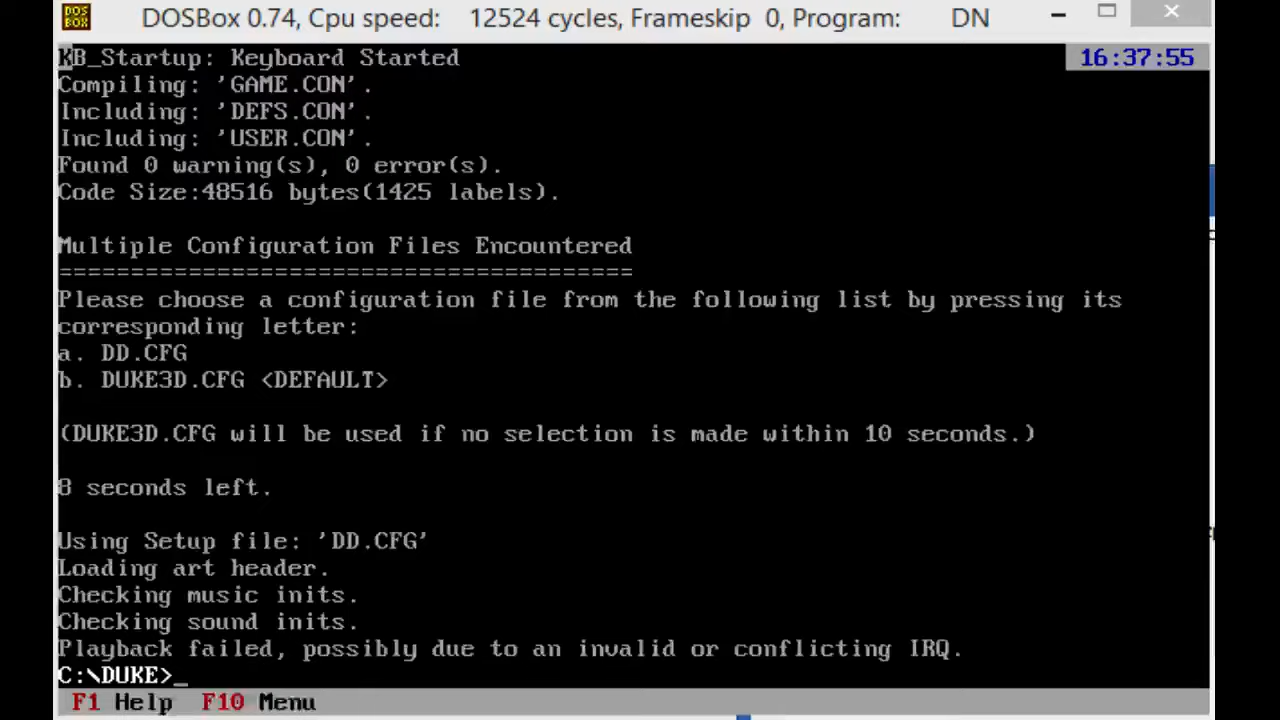 DOSBox 0.74, Cpu speed: 12524 cycles, Frameskip 0, Program: DN
KB_Startup: Keyboard Started
16:37:55
Compiling: 'GAME.CON'.
Including: 'DEFS.CON'.
Including: 'USER.CON'.
Found 0 warning(s), 0 error(s).
Code Size:48516 bytes(1425 labels).
Multiple Configuration Files Encountered
========================================
Please choose a configuration file from the following list by pressing its
corresponding letter:
a. DD.CFG
b. DUKE3D.CFG <DEFAULT>
(DUKE3D.CFG will be used if no selection is made within 10 seconds.)
8 seconds left.
Using Setup file: 'DD.CFG'
Loading art header.
Checking music inits.
Checking sound inits.
Playback failed, possibly due to an invalid or conflicting IRQ.
C:\DUKE>_
F1 Help F10 Menu